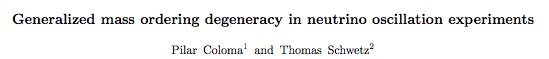 Generalized mass ordering degeneracy in neutrino oscillation experiments
Pilar Coloma¹ and Thomas Schwetz²